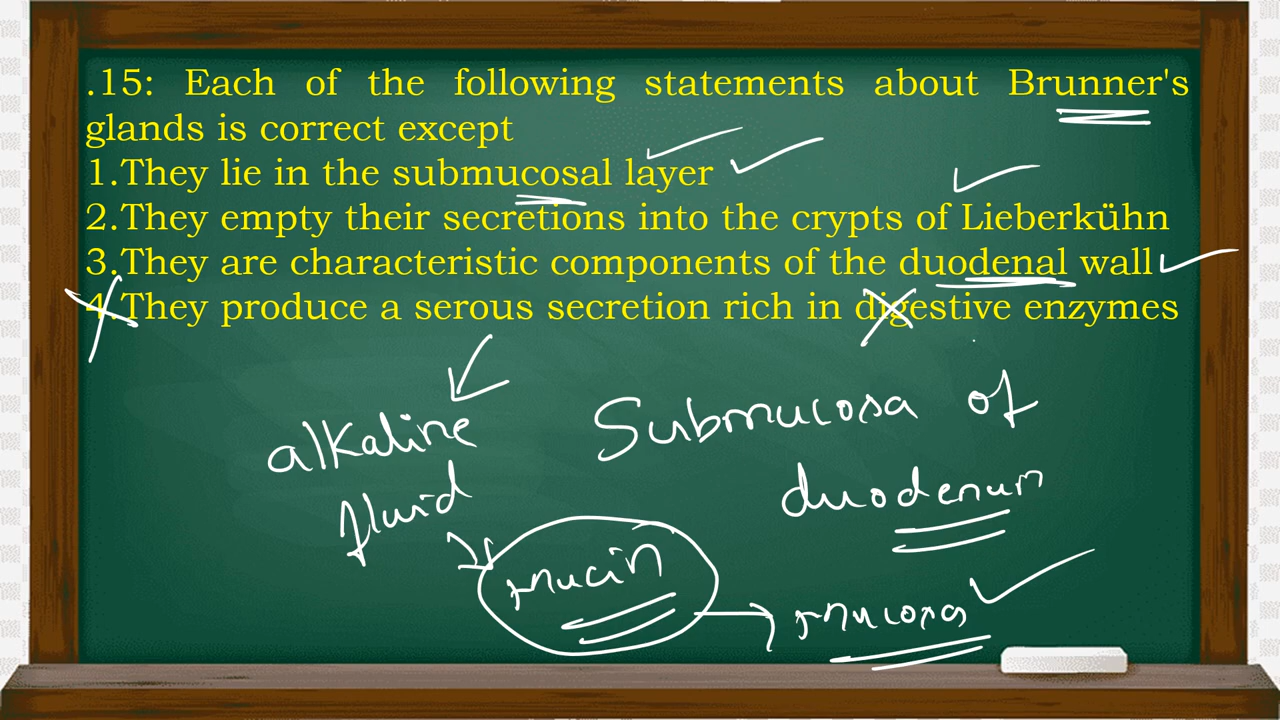 .15: Each of the following statements about Brunner's
glands is correct except
1.They lie in the submucosal layer
2.They empty their secretions into the crypts of Lieberkühn
3.They are characteristic components of the duodenal wall
4.They produce a serous secretion rich in digestive enzymes
alkaline
fluid
mucin
Submucosa of
duodenum
mucosa